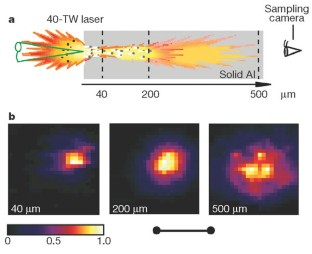 a
40-TW laser
Sampling
camera
Solid Al
40
200
500
μm
b
40 μm
200 μm
500 μm
0
0.5
1.0